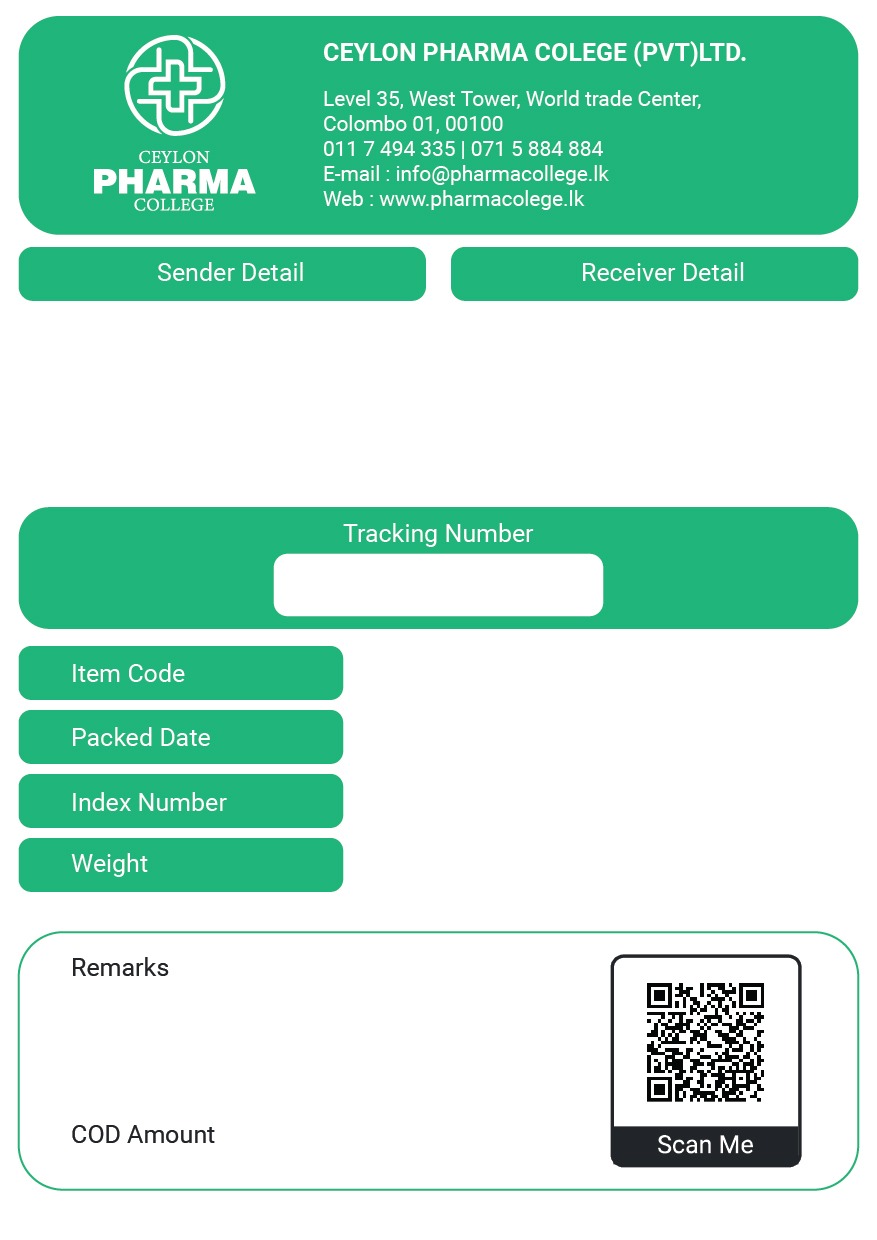 CEYLON
PHARMA
COLLEGE
CEYLON PHARMA COLEGE (PVT)LTD.
Level 35, West Tower, World trade Center,
Colombo 01, 00100
011 7 494 335 | 071 5 884 884
E-mail : info@pharmacollege.lk
Web : www.pharmacolege.lk
Sender Detail
Receiver Detail
Tracking Number
Item Code
Packed Date
Index Number
Weight
Remarks
COD Amount
Scan Me